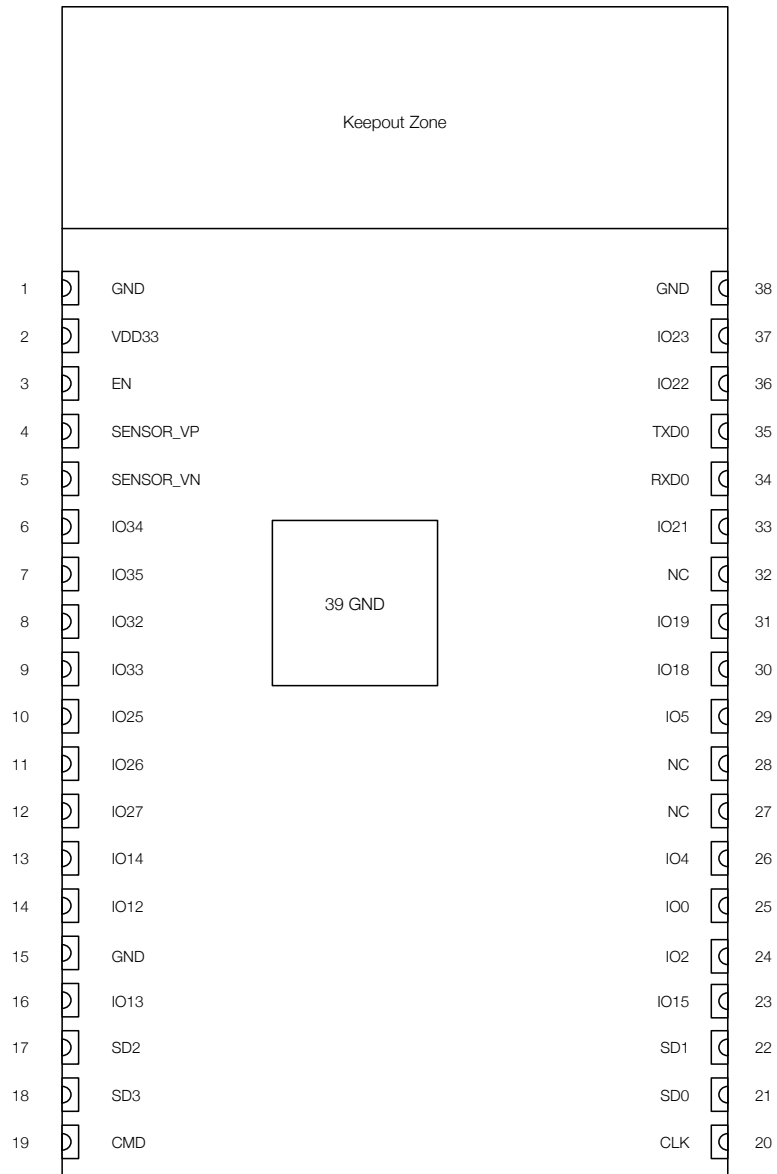 Keepout Zone
1 GND GND 38
2 VDD33 IO23 37
3 EN IO22 36
4 SENSOR_VP TXD0 35
5 SENSOR_VN RXD0 34
6 IO34 IO21 33
7 IO35 NC 32
39 GND
8 IO32 IO19 31
9 IO33 IO18 30
10 IO25 IO5 29
11 IO26 NC 28
12 IO27 NC 27
13 IO14 IO4 26
14 IO12 IO0 25
15 GND IO2 24
16 IO13 IO15 23
17 SD2 SD1 22
18 SD3 SD0 21
19 CMD CLK 20